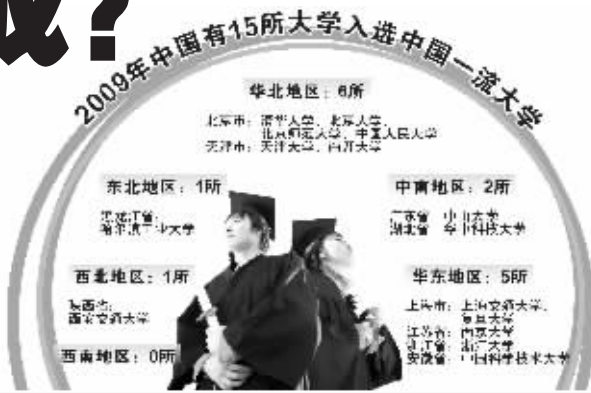 成?
2009年中国有15所大学入选中国一流大学
华北地区：6所
北京市：清华大学、北京大学、
北京师范大学、中国人民大学
天津市：天津大学、南开大学
东北地区：1所
黑龙江省：
哈尔滨工业大学
中南地区：2所
广东省 中山大学
湖北省 华中科技大学
西北地区：1所
陕西省：
西安交通大学
华东地区：5所
上海市：上海交通大学、
复旦大学
江苏省：南京大学
浙江省：浙江大学
安徽省：中国科学技术大学
西南地区：0所